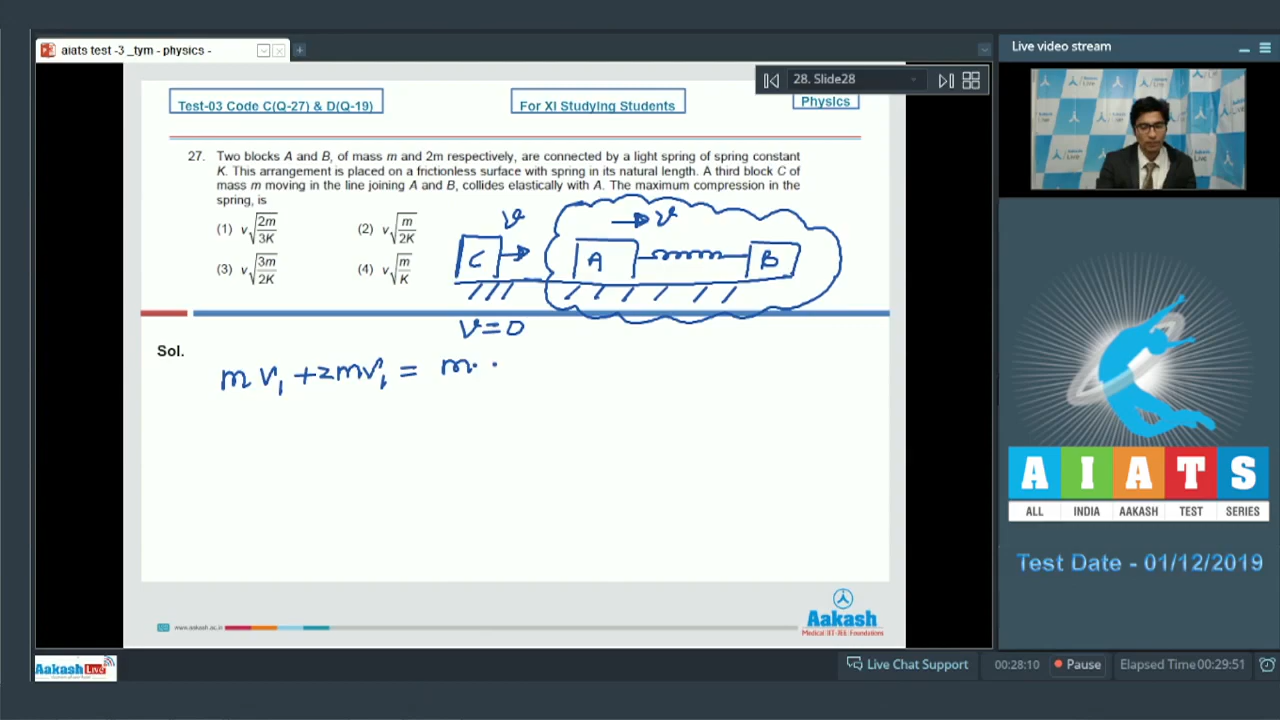 aiats test -3 _tym - physics -
Live video stream
28. Slide28
Test-03 Code C(Q-27) & D(Q-19)
For XI Studying Students
Physics
27. Two blocks A and B, of mass m and 2m respectively, are connected by a light spring of spring constant
K. This arrangement is placed on a frictionless surface with spring in its natural length. A third block C of
mass m moving in the line joining A and B, collides elastically with A. The maximum compression in the
spring, is
(1) v√(2m/3K) (2) v√(m/2K)
(3) v√(3m/2K) (4) v√(m/K)
v
v
C A B
v=0
Sol.
mv₁+2mv₁ = m
AIATS
ALL INDIA AAKASH TEST SERIES
Test Date - 01/12/2019
Aakash
Medical|IIT-JEE|Foundations
www.aakash.ac.in
Aakash Live
Live Chat Support
00:28:10
Pause
Elapsed Time 00:29:51